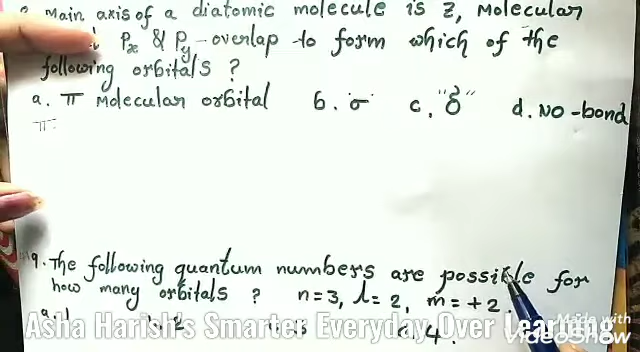 Main axis of a diatomic molecule is z, Molecular
Px & Py - overlap to form which of the
following orbitals ?
a. π Molecular orbital b. σ c. "δ" d. NO-bond
π
9. The following quantum numbers are possible for
how many orbitals ? n=3, l=2, m=+2.
4.
Made with
Asha Harish's Smarter Everyday Over Learning
VideoShow